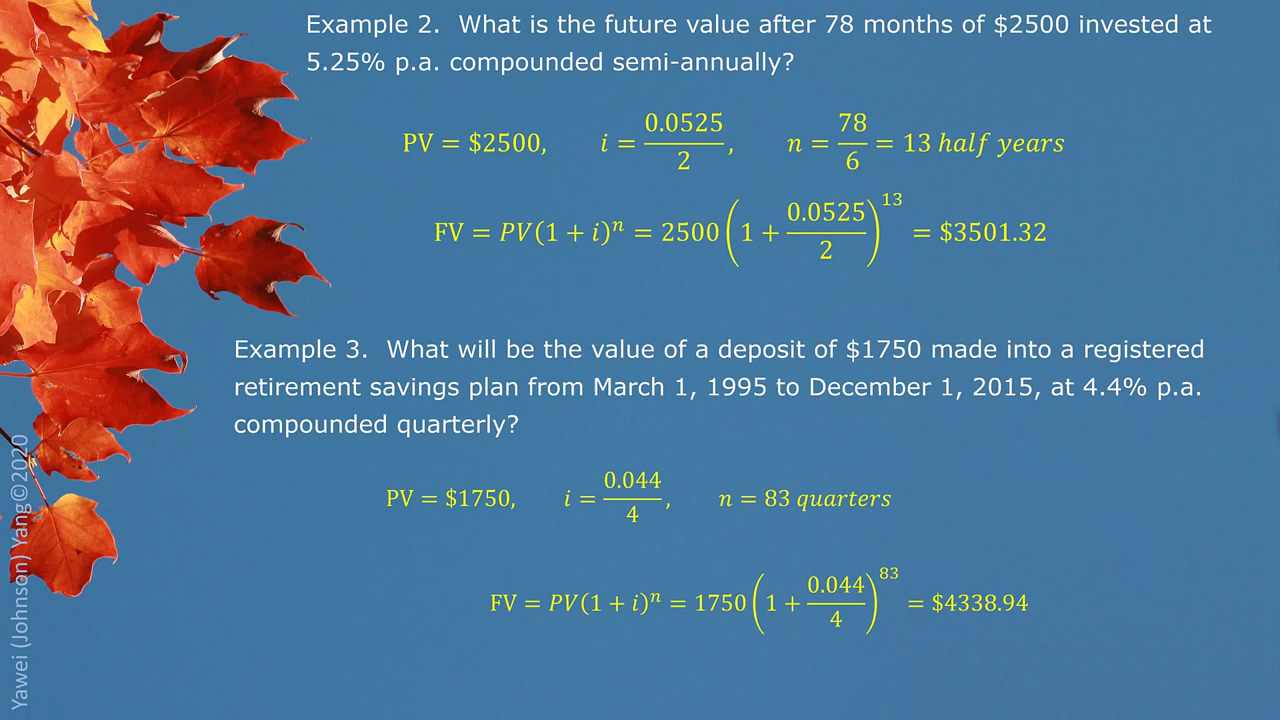 Example 2. What is the future value after 78 months of $2500 invested at
5.25% p.a. compounded semi-annually?
PV = $2500, i = 0.0525/2, n = 78/6 = 13 half years
FV = PV(1 + i)^n = 2500(1 + 0.0525/2)^13 = $3501.32
Example 3. What will be the value of a deposit of $1750 made into a registered
retirement savings plan from March 1, 1995 to December 1, 2015, at 4.4% p.a.
compounded quarterly?
PV = $1750, i = 0.044/4, n = 83 quarters
FV = PV(1 + i)^n = 1750(1 + 0.044/4)^83 = $4338.94
Yawei (Johnson) Yang©2020